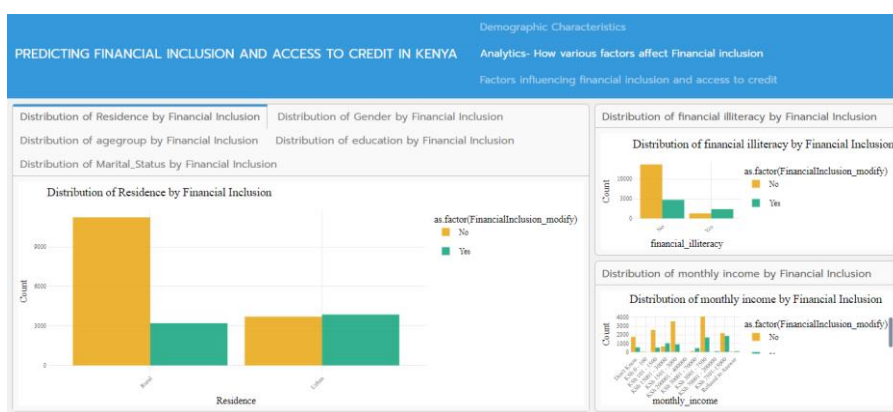 Demographic Characteristics
PREDICTING FINANCIAL INCLUSION AND ACCESS TO CREDIT IN KENYA
Analytics- How various factors affect Financial inclusion
Factors influencing financial inclusion and access to credit
Distribution of Residence by Financial Inclusion
Distribution of Gender by Financial Inclusion
Distribution of agegroup by Financial Inclusion
Distribution of education by Financial Inclusion
Distribution of Marital_Status by Financial Inclusion
Distribution of Residence by Financial Inclusion
as.factor(FinancialInclusion_modify)
No
Yes
Count
9000
6000
3000
0
Rural
Urban
Residence
Distribution of financial illiteracy by Financial Inclusion
Distribution of financial illiteracy by Financial Inclusion
as.factor(FinancialInclusion_modify)
No
Yes
Count
0
No
Yes
financial_illiteracy
Distribution of monthly income by Financial Inclusion
Distribution of monthly income by Financial Inclusion
as.factor(FinancialInclusion_modify)
No
Count
4000
3000
2000
1000
0
Refused to Answer
monthly_income